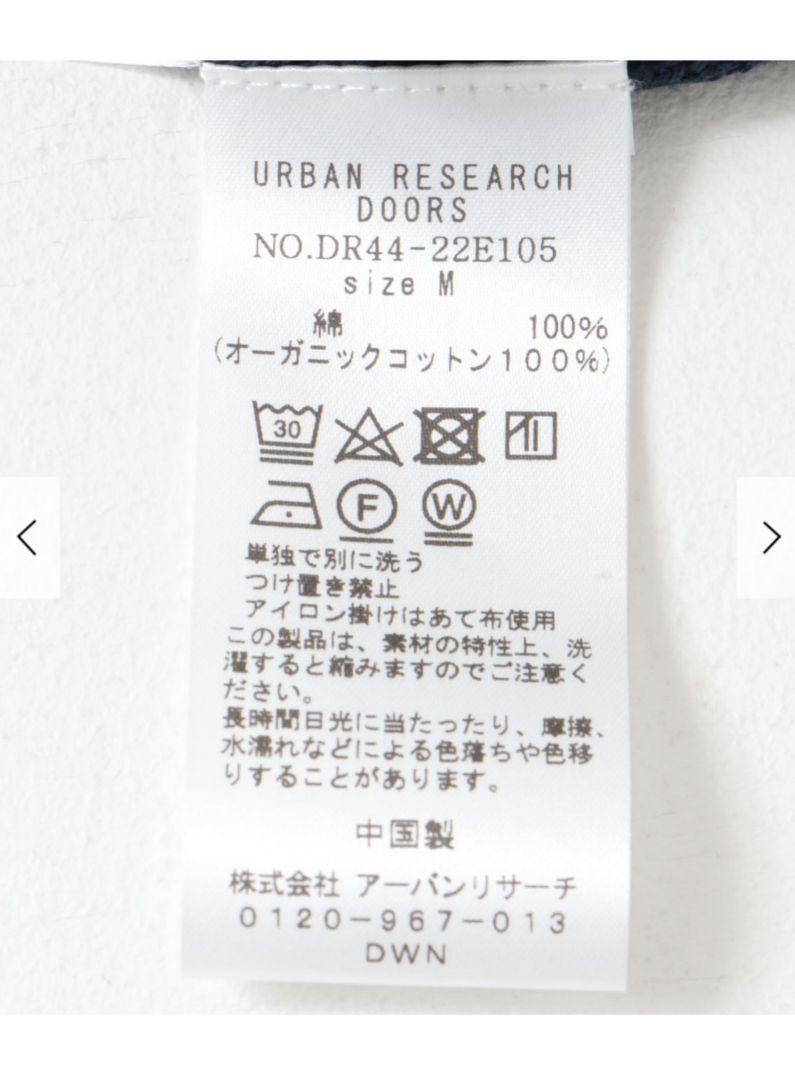 URBAN RESEARCH
DOORS
NO.DR44-22E105
size M
綿 100%
(オーガニックコットン100%)
30
F W
単独で別に洗う
つけ置き禁止
アイロン掛けはあて布使用
この製品は、素材の特性上、洗
濯すると縮みますのでご注意く
ださい。
長時間日光に当たったり、摩擦、
水濡れなどによる色落ちや色移
りすることがあります。
中国製
株式会社 アーバンリサーチ
0120-967-013
DWN